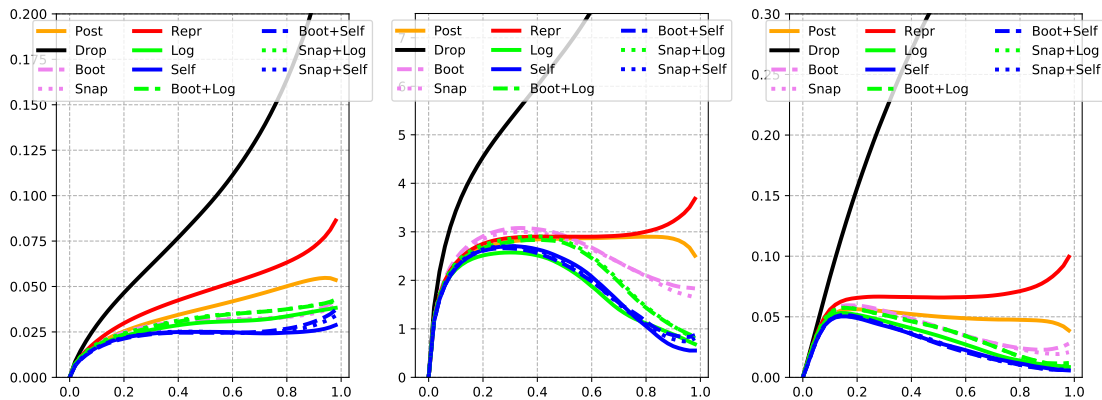 0.200
0.175
0.150
0.125
0.100
0.075
0.050
0.025
0.000
0.0 0.2 0.4 0.6 0.8 1.0
Post Repr Boot+Self
Drop Log Snap+Log
Boot Self Snap+Self
Snap Boot+Log
7
6
5
4
3
2
1
0
0.0 0.2 0.4 0.6 0.8 1.0
Post Repr Boot+Self
Drop Log Snap+Log
Boot Self Snap+Self
Snap Boot+Log
0.30
0.25
0.20
0.15
0.10
0.05
0.00
0.0 0.2 0.4 0.6 0.8 1.0
Post Repr Boot+Self
Drop Log Snap+Log
Boot Self Snap+Self
Snap Boot+Log